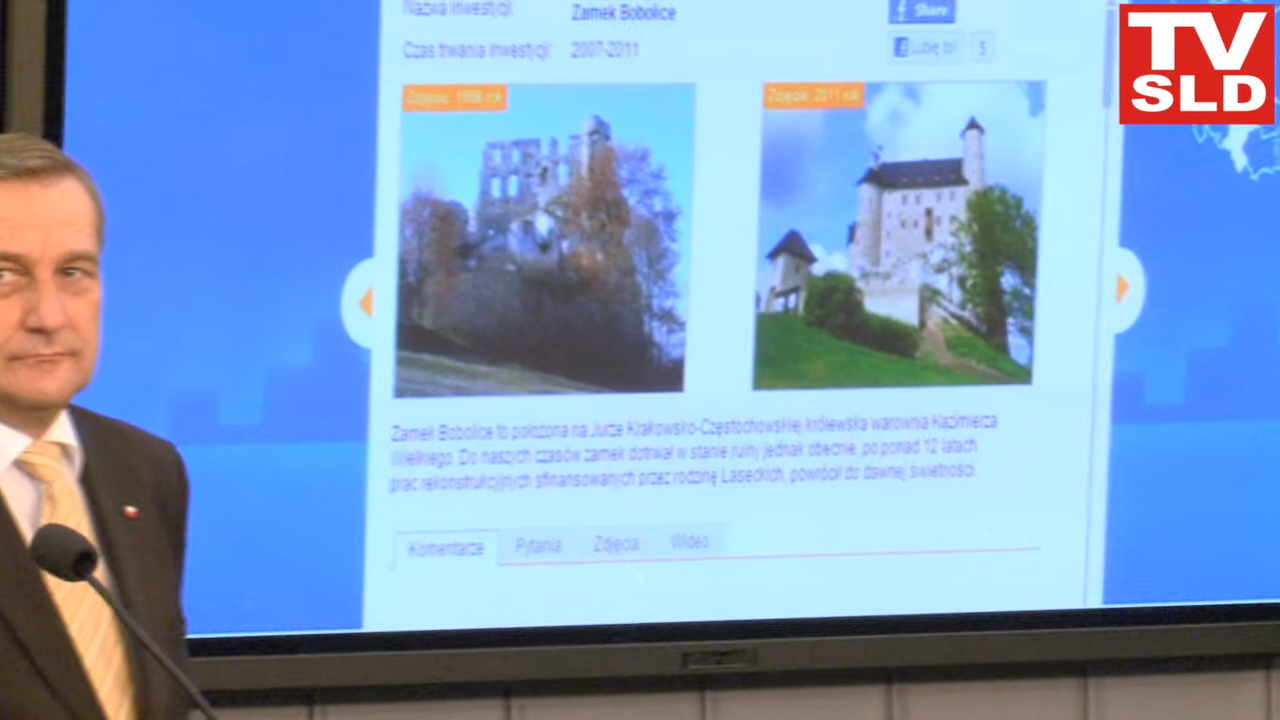 TV
SLD
Nazwa inwestycji: Zamek Bobolice
Share
Czas trwania inwestycji: 2007-2011
Lubię to! 5
Zdjęcie: 1998 rok
Zdjęcie: 2011 rok
Zamek Bobolice to położona na Jurze Krakowsko-Częstochowskiej królewska warownia Kazimierza
Wielkiego. Do naszych czasów zamek dotrwał w stanie ruiny jednak obecnie, po ponad 12 latach
prac rekonstrukcyjnych sfinansowanych przez rodzinę Laseckich, powrócił do dawnej świetności.
Komentarze Pytania Zdjęcia Wideo